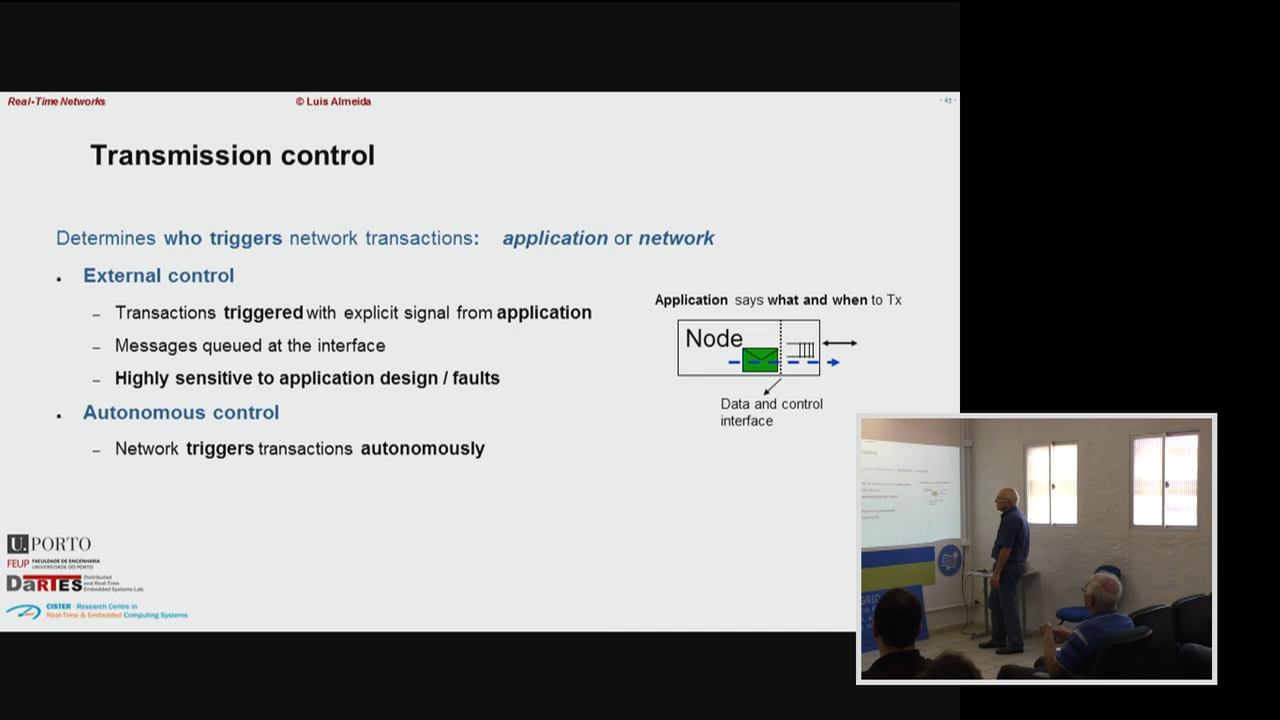 Real-Time Networks
© Luis Almeida
Transmission control
Determines who triggers network transactions: application or network
• External control
– Transactions triggered with explicit signal from application
– Messages queued at the interface
– Highly sensitive to application design / faults
• Autonomous control
– Network triggers transactions autonomously
Application says what and when to Tx
Node
Data and control
interface
U.PORTO
FEUP FACULDADE DE ENGENHARIA
UNIVERSIDADE DO PORTO
DaRTES Distributed
and Real-Time
Embedded Systems Lab
CISTER - Research Centre in
Real-Time & Embedded Computing Systems